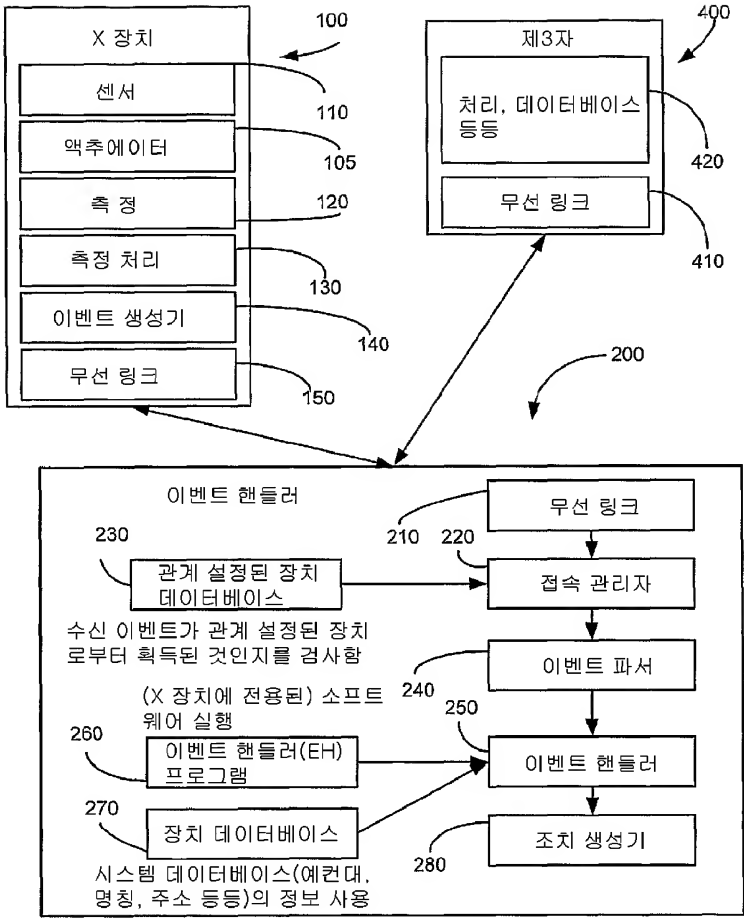 X 장치
100
센서
110
액추에이터
105
측 정
120
측정 처리
130
이벤트 생성기
140
무선 링크
150
제3자
400
처리, 데이터베이스
등등
420
무선 링크
410
200
이벤트 핸들러
무선 링크
210
220
230
관계 설정된 장치
데이터베이스
접속 관리자
수신 이벤트가 관계 설정된 장치
로부터 획득된 것인지를 검사함
이벤트 파서
240
(X 장치에 전용된) 소프트
웨어 실행
250
260
이벤트 핸들러(EH)
프로그램
이벤트 핸들러
270
장치 데이터베이스
조치 생성기
280
시스템 데이터베이스(예컨대,
명칭, 주소 등등)의 정보 사용